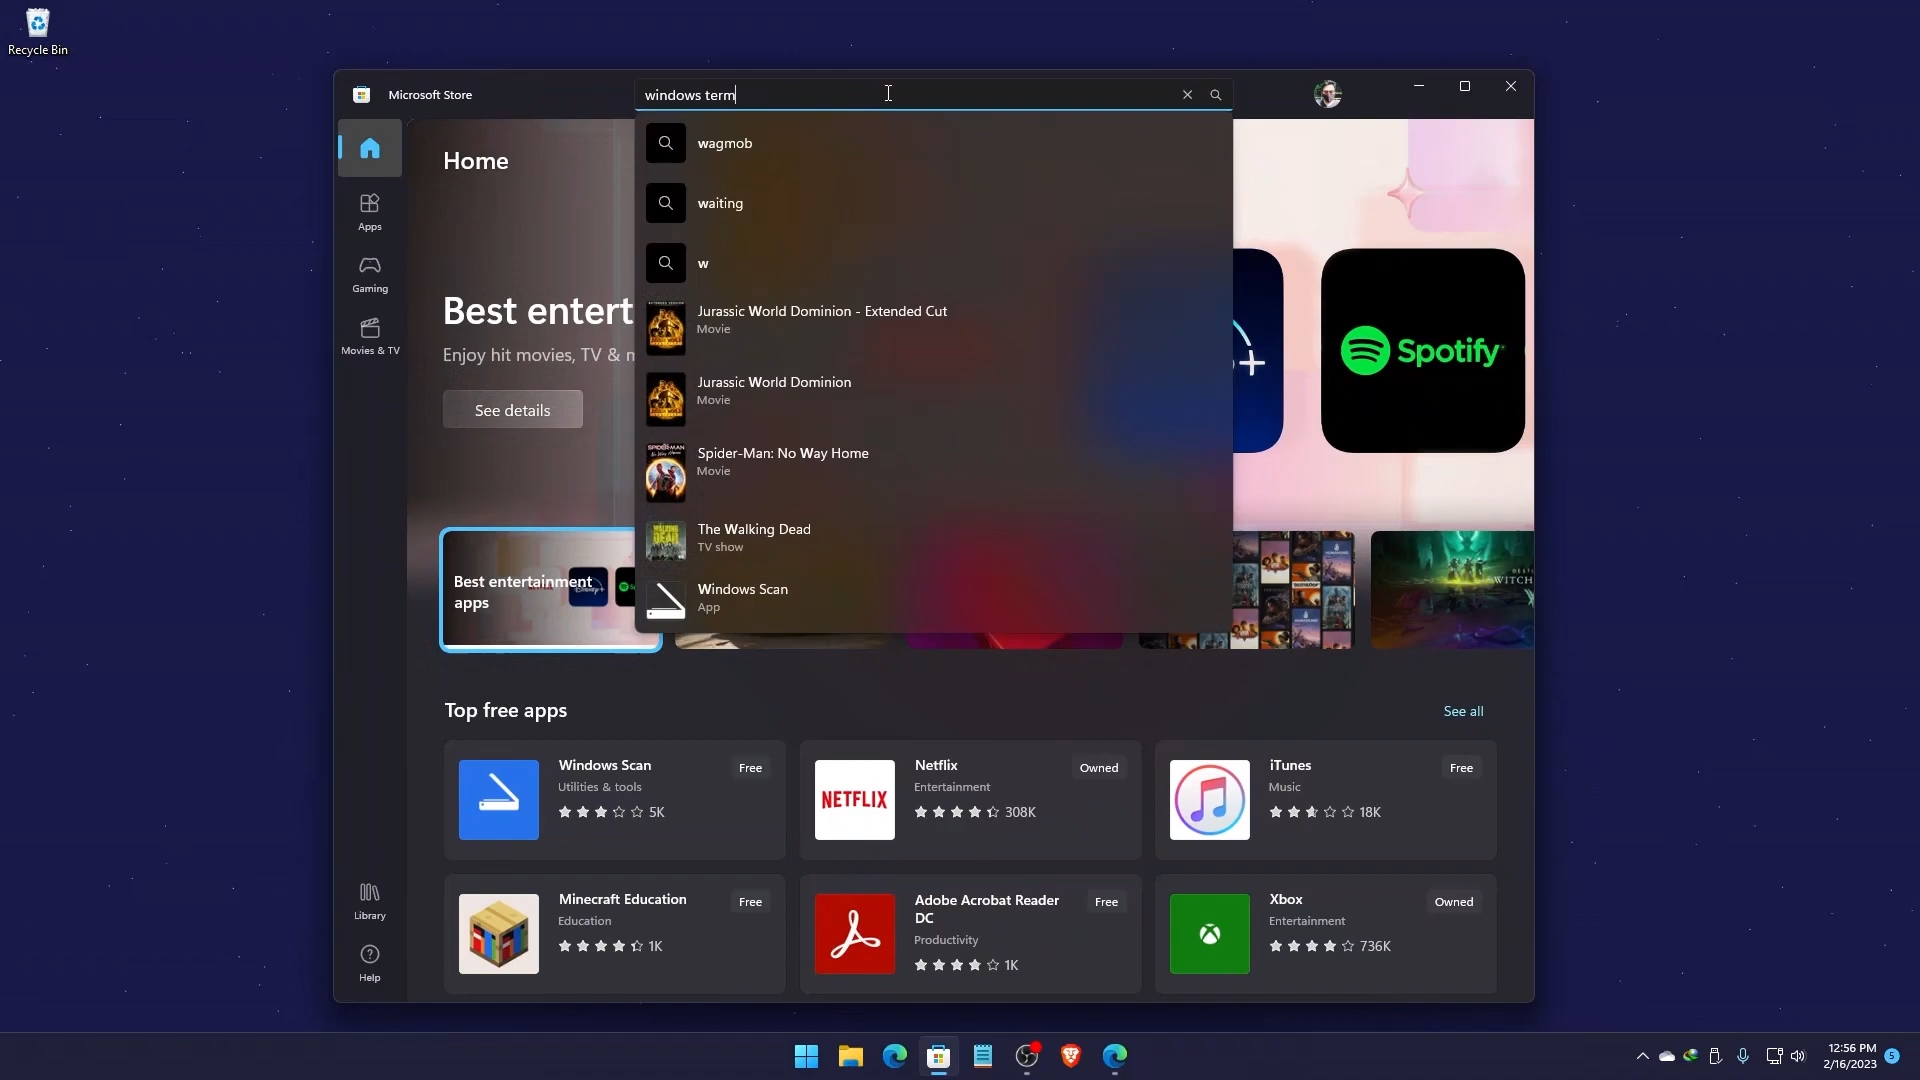 Recycle Bin
Microsoft Store
windows term
wagmob
waiting
w
Jurassic World Dominion - Extended Cut
Movie
Jurassic World Dominion
Movie
Spider-Man: No Way Home
Movie
The Walking Dead
TV show
Windows Scan
App
Home
Apps
Gaming
Movies & TV
Best entert
Enjoy hit movies, TV & m
See details
Spotify
Best entertainment
apps
Top free apps
See all
Windows Scan
Free
Utilities & tools
5K
NETFLIX
Netflix
Owned
Entertainment
308K
iTunes
Free
Music
18K
Minecraft Education
Free
Education
1K
Adobe Acrobat Reader
DC
Free
Productivity
1K
Xbox
Owned
Entertainment
736K
Library
Help
12:56 PM
2/16/2023
5